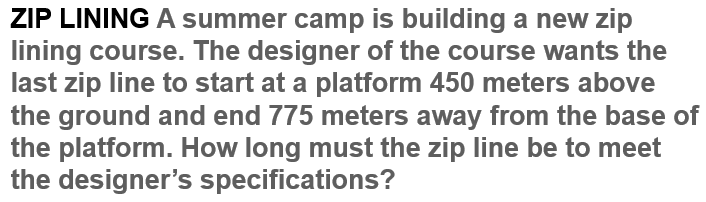 ZIP LINING A summer camp is building a new zip
lining course. The designer of the course wants the
last zip line to start at a platform 450 meters above
the ground and end 775 meters away from the base of
the platform. How long must the zip line be to meet
the designer’s specifications?